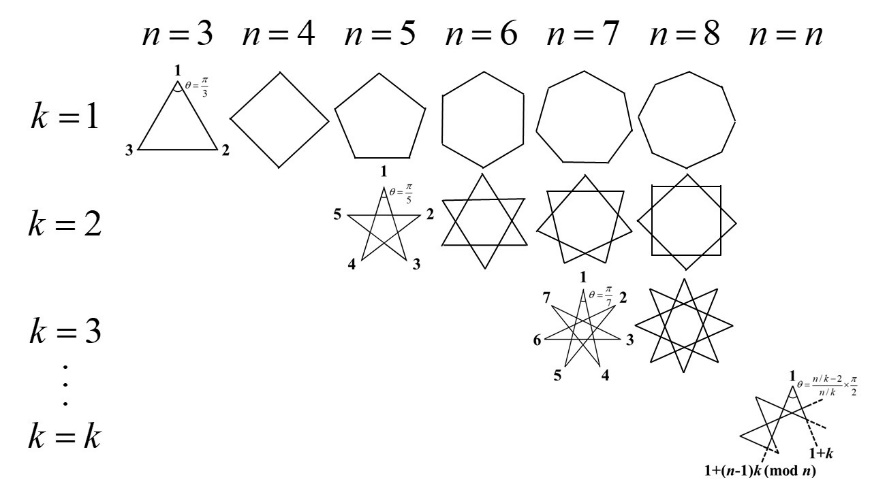 n = 3 n = 4 n = 5 n = 6 n = 7 n = 8 n = n
k = 1
1
θ = π/3
3 2
k = 2
1
θ = π/5
5 2
4 3
k = 3
1
θ = π/7
7 2
6 3
5 4
⋮
k = k
1
θ = (n/k−2)/(n/k) × π/2
1+k
1+(n-1)k (mod n)